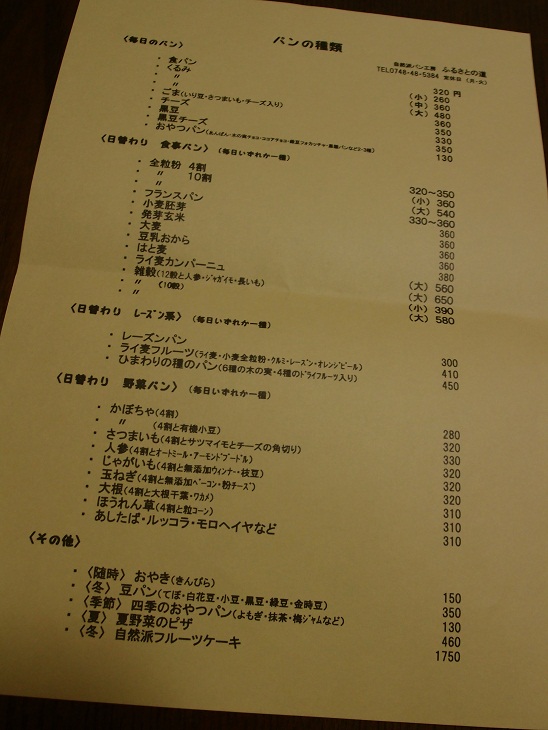 パンの種類
自然派パン工房 ふるさとの道
TEL0748-48-5384 定休日（月・火）
〈毎日のパン〉
・食パン 320円
・くるみ （小）260
・〃 （中）360
・〃 （大）480
・ごま（いり豆・さつまいも・チーズ入り） 360
・チーズ 350
・黒豆 330
・黒豆チーズ 350
・おやつパン 130
〈日替わり 食事パン〉（毎日いずれか一種）
・全粒粉 4割 320～350
・〃 10割 （小）360
（大）540
・フランスパン 330～360
・小麦胚芽 360
・発芽玄米 360
・大麦 360
・豆乳おから 360
・はと麦 380
・ライ麦カンパーニュ （大）560
・雑穀（12穀と人参・ジャガイモ・長いも） （大）650
・〃 （10穀） （小）390
・〃 （大）580
〈日替わり レーズン系〉（毎日いずれか一種）
・レーズンパン 300
・ライ麦フルーツ（ライ麦・小麦全粒粉・クルミ・レーズン・オレンジピール） 410
・ひまわりの種のパン（6種の木の実・4種のドライフルーツ入り） 450
〈日替わり 野菜パン〉（毎日いずれか一種）
・かぼちゃ（4割） 280
・〃 （4割と有機小豆） 320
・さつまいも（4割とサツマイモとチーズの角切り） 330
・人参（4割とオートミール・アーモンドプードル） 320
・じゃがいも（4割と無添加ウィンナー・枝豆） 320
・玉ねぎ（4割と無添加ベーコン・粉チーズ） 320
・大根（4割と大根干葉・ワカメ） 310
・ほうれん草（4割と粒コーン） 310
・あしたば・ルッコラ・モロヘイヤなど 310
〈その他〉
・〈随時〉おやき（きんぴら） 150
・〈冬〉豆パン（てぼ・白花豆・小豆・黒豆・緑豆・金時豆） 350
・〈季節〉四季のおやつパン（よもぎ・抹茶・梅ジャムなど） 130
・〈夏〉夏野菜のピザ 460
・〈冬〉自然派フルーツケーキ 1750